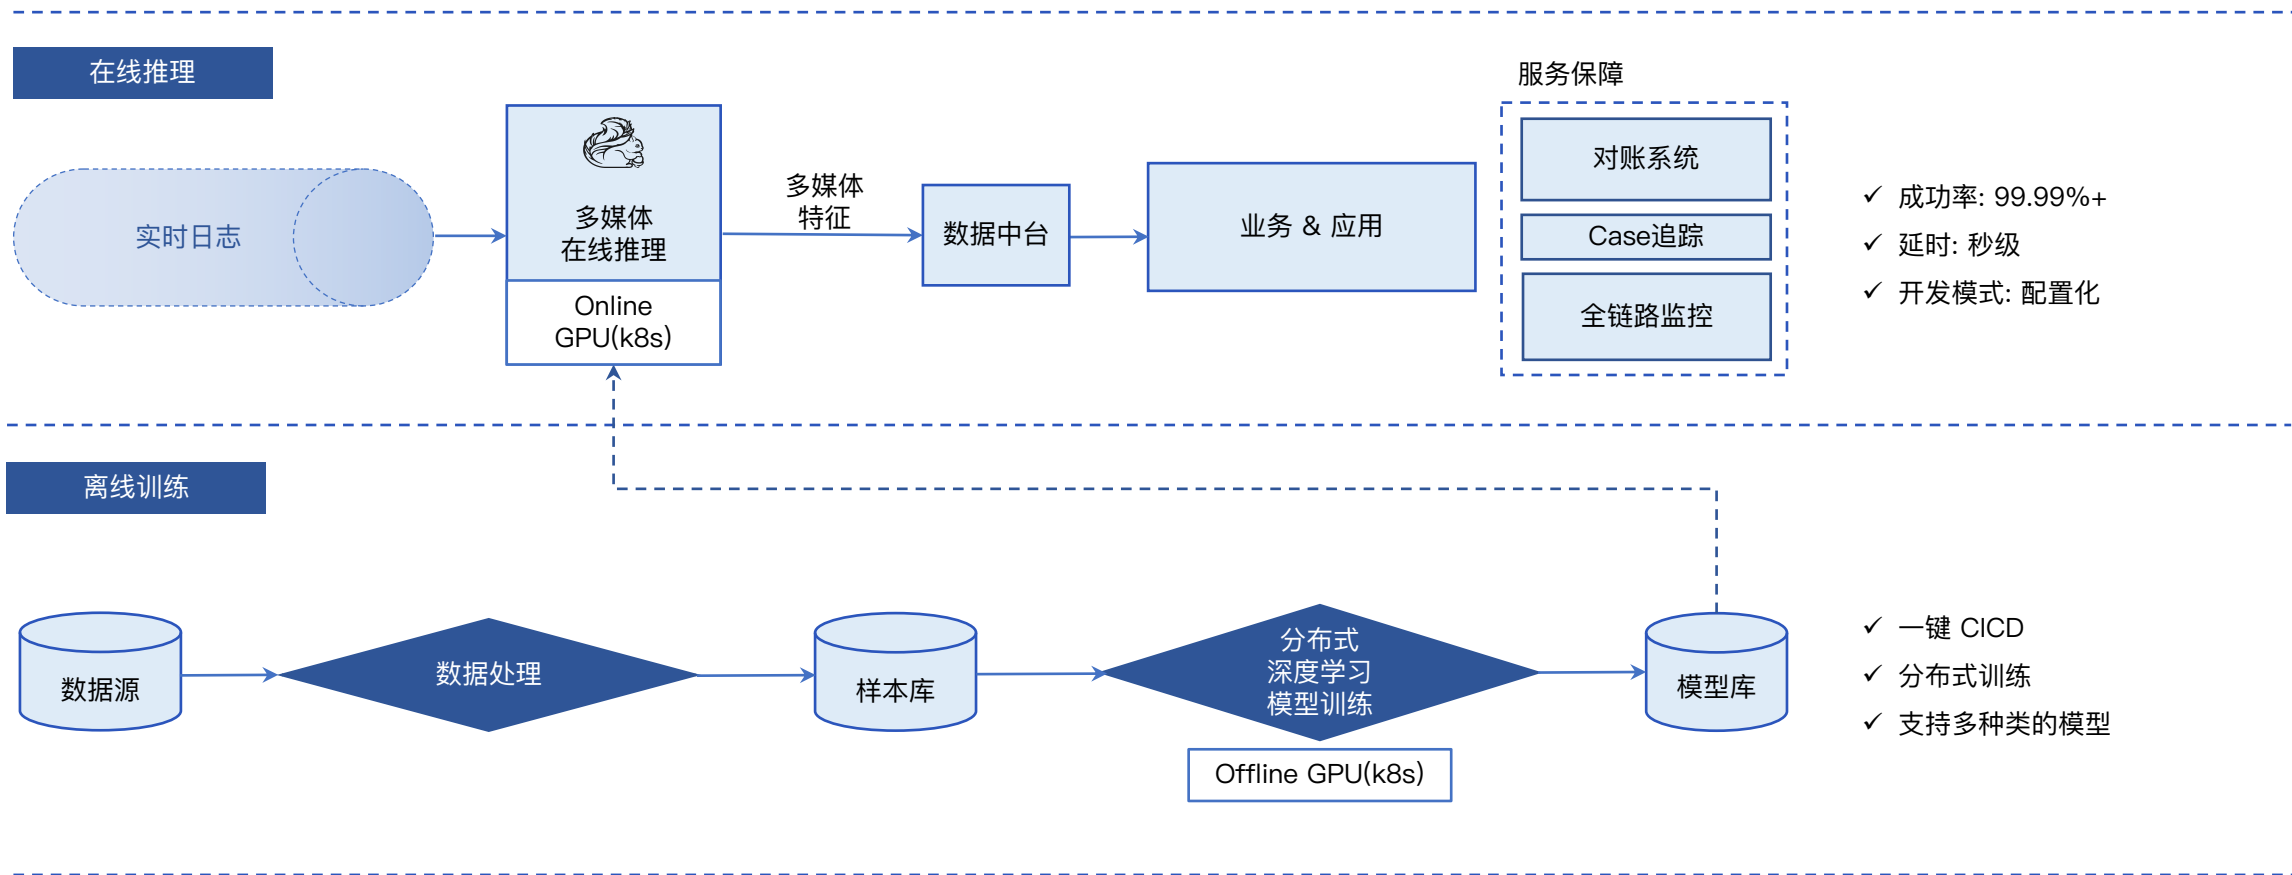 在线推理
服务保障
实时日志
多媒体
在线推理
Online
GPU(k8s)
多媒体
特征
数据中台
业务 & 应用
对账系统
Case追踪
全链路监控
✓ 成功率: 99.99%+
✓ 延时: 秒级
✓ 开发模式: 配置化
离线训练
数据源
数据处理
样本库
分布式
深度学习
模型训练
Offline GPU(k8s)
模型库
✓ 一键 CICD
✓ 分布式训练
✓ 支持多种类的模型